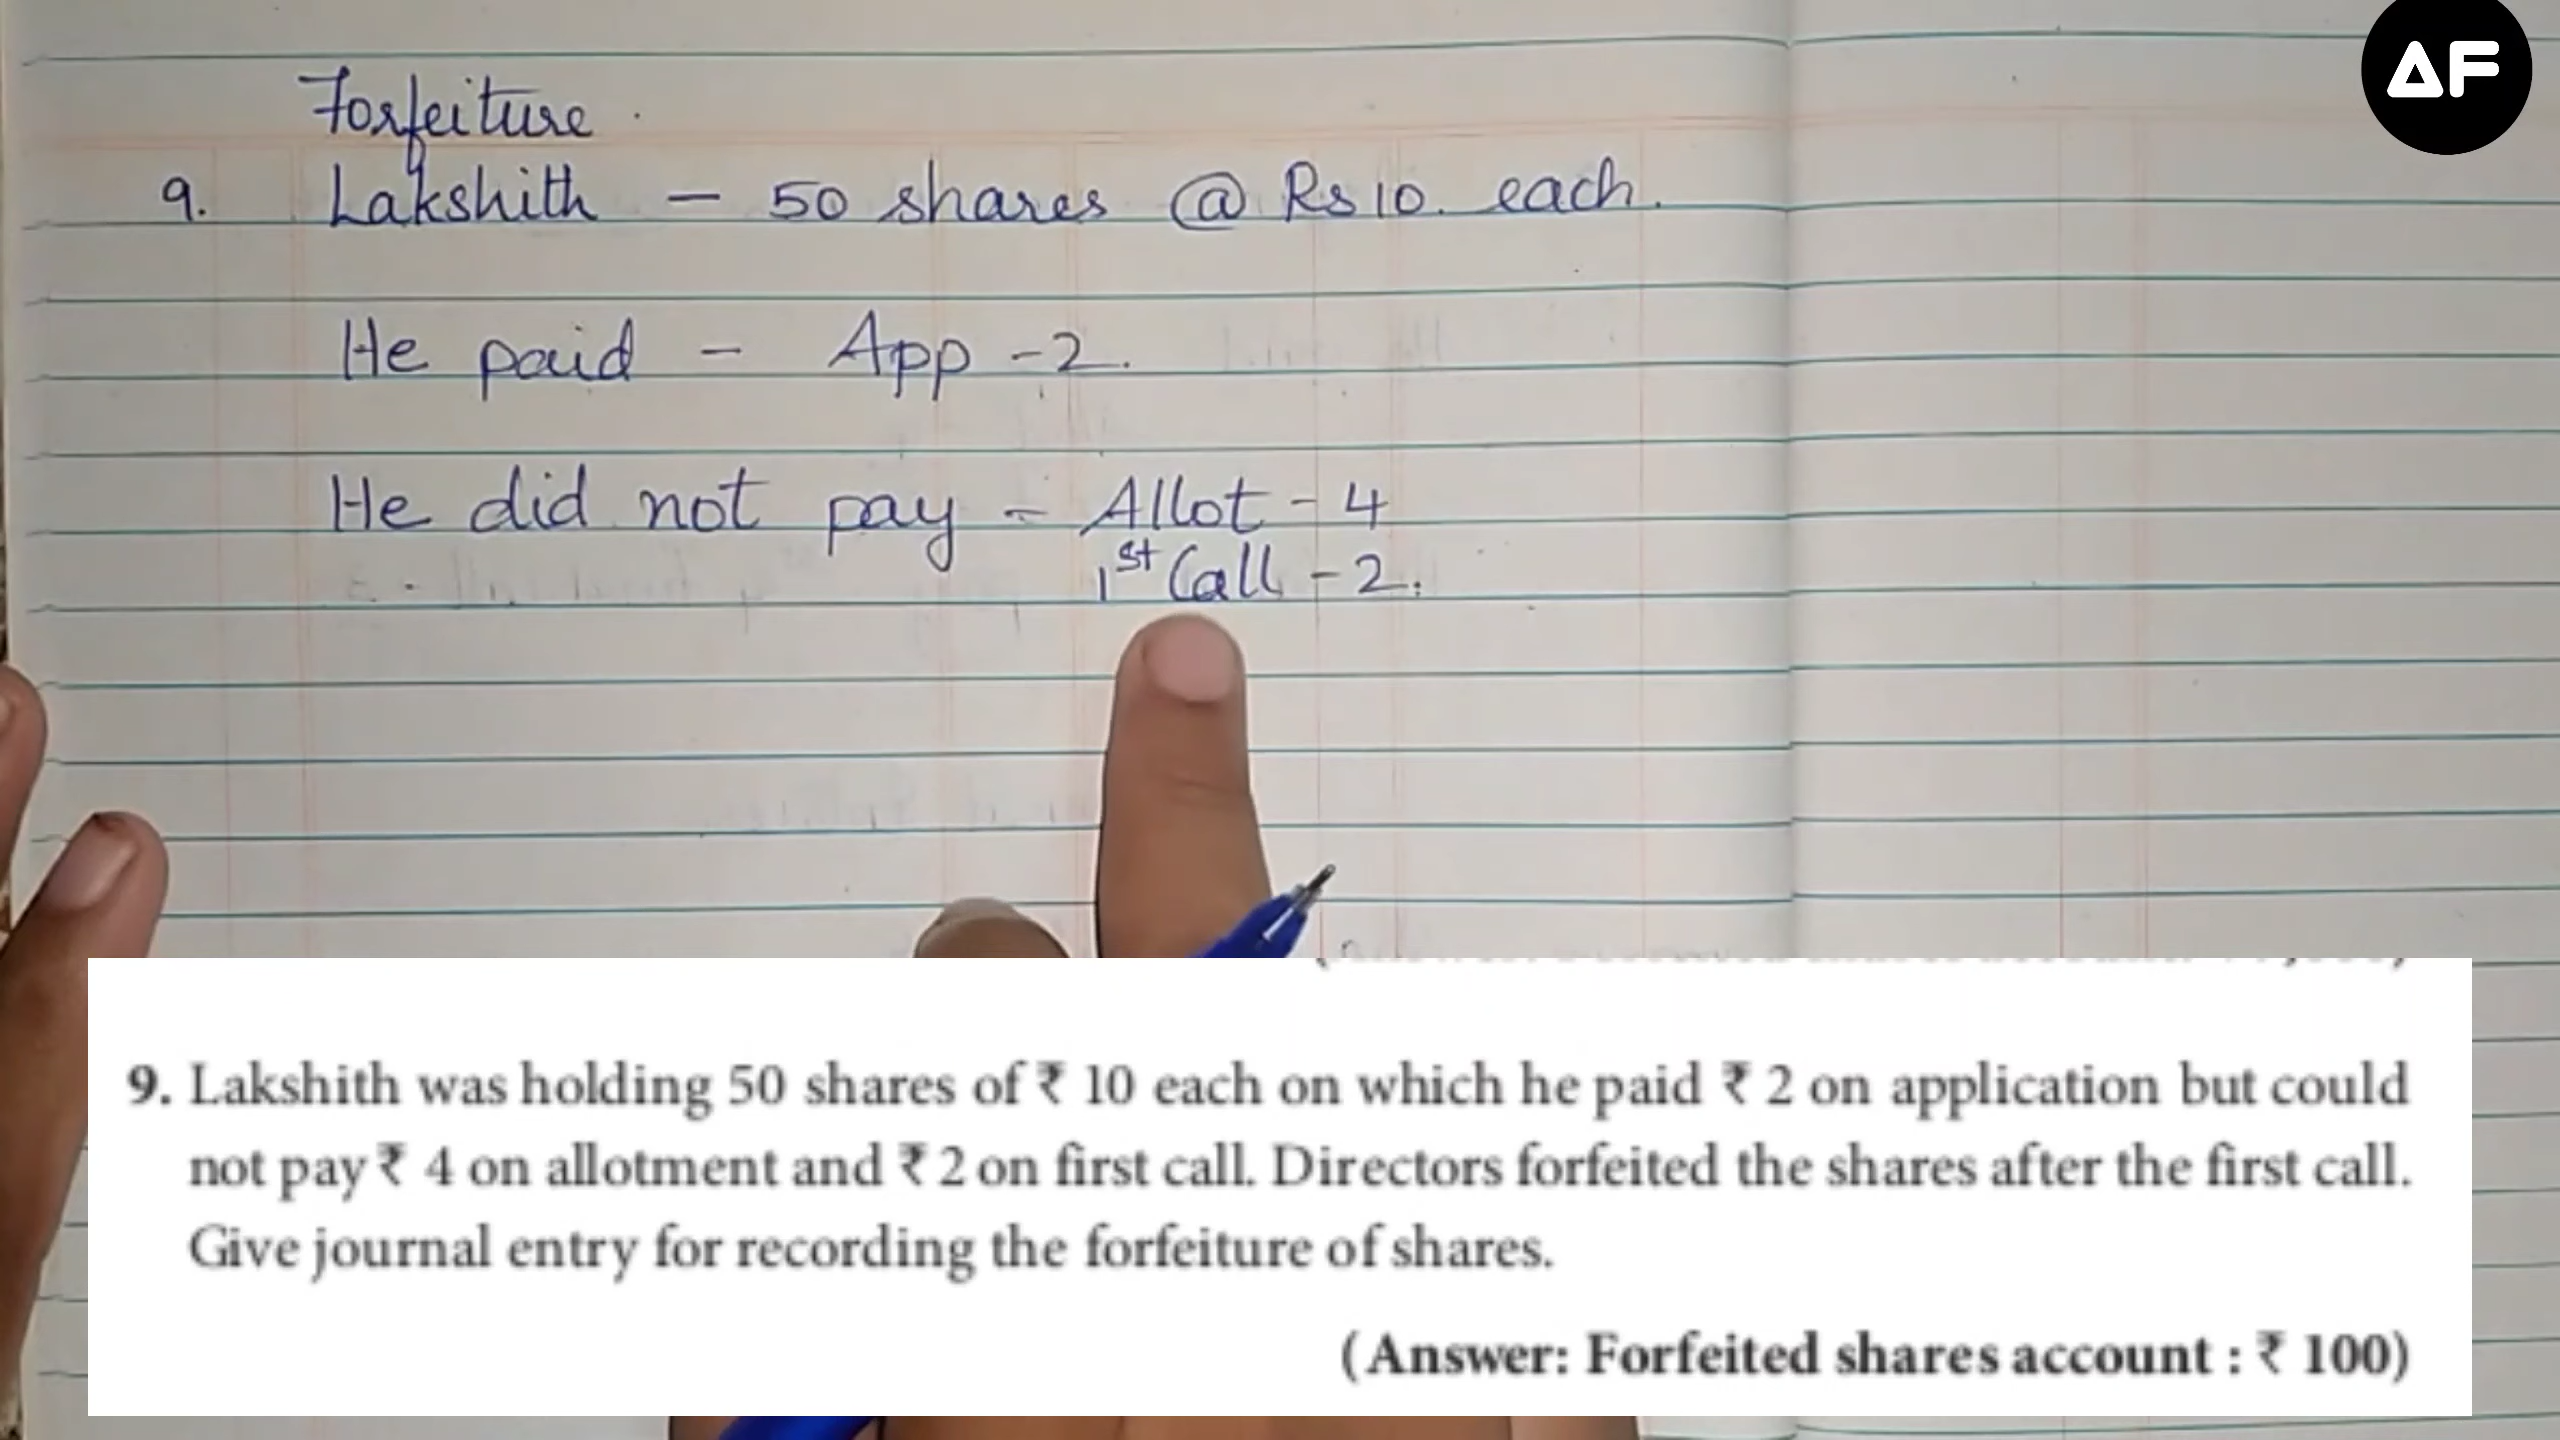 AF
Forfeiture.
9. Lakshith - 50 shares @ Rs 10. each.
He paid - App - 2.
He did not pay - Allot - 4
1st Call - 2.
9. Lakshith was holding 50 shares of ₹ 10 each on which he paid ₹ 2 on application but could
not pay ₹ 4 on allotment and ₹ 2 on first call. Directors forfeited the shares after the first call.
Give journal entry for recording the forfeiture of shares.
(Answer: Forfeited shares account : ₹ 100)